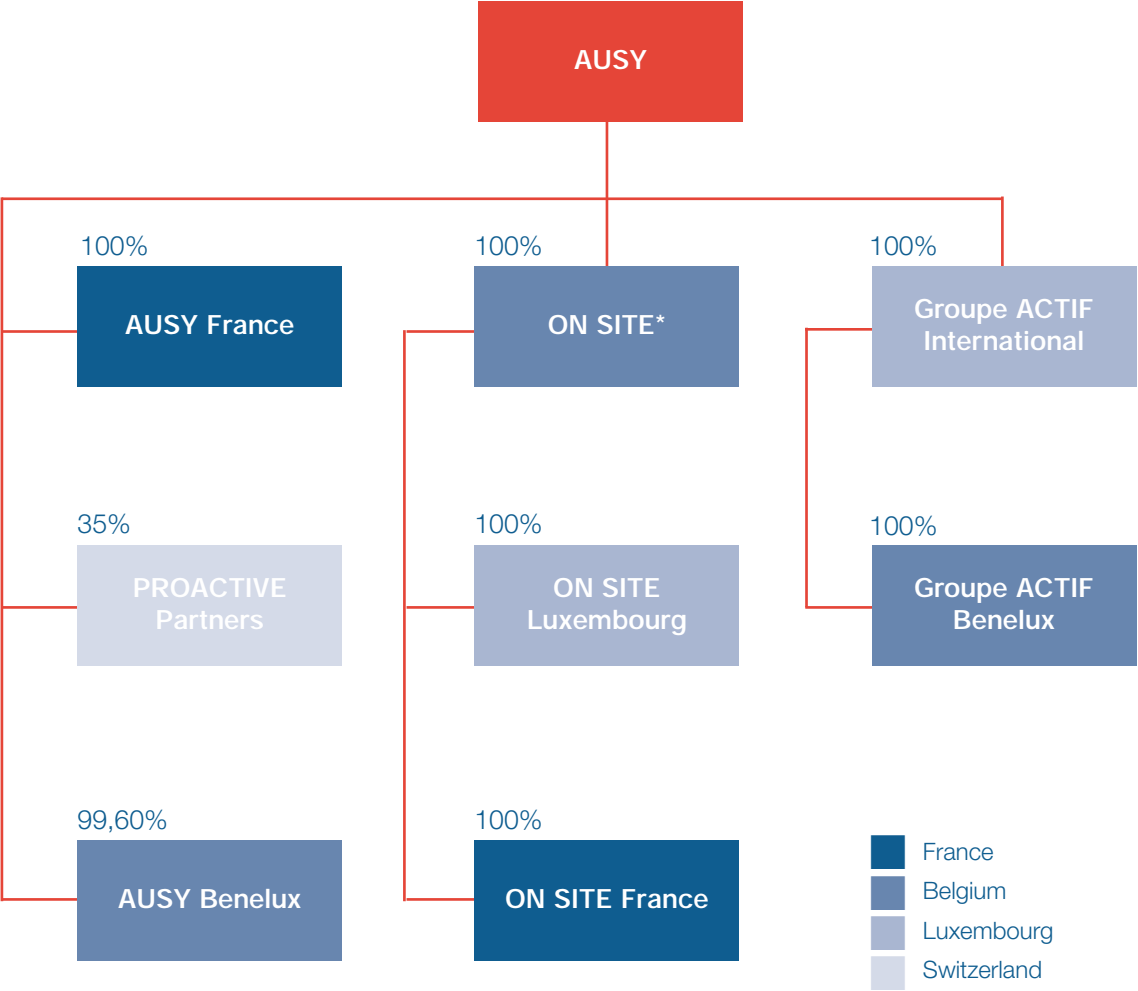 AUSY
100%
AUSY France
100%
ON SITE*
100%
Groupe ACTIF
International
35%
PROACTIVE
Partners
100%
ON SITE
Luxembourg
100%
Groupe ACTIF
Benelux
99,60%
AUSY Benelux
100%
ON SITE France
France
Belgium
Luxembourg
Switzerland